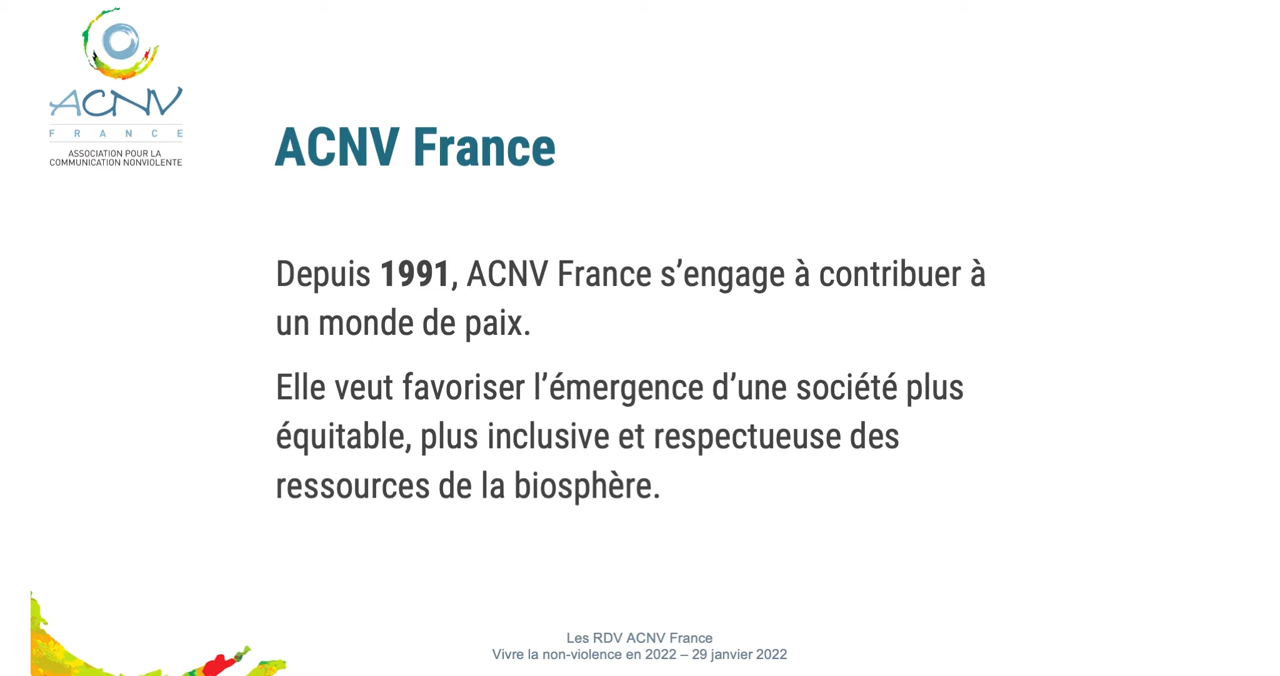 ACNV
FRANCE
ASSOCIATION POUR LA
COMMUNICATION NONVIOLENTE
ACNV France
Depuis 1991, ACNV France s’engage à contribuer à
un monde de paix.
Elle veut favoriser l’émergence d’une société plus
équitable, plus inclusive et respectueuse des
ressources de la biosphère.
Les RDV ACNV France
Vivre la non-violence en 2022 – 29 janvier 2022